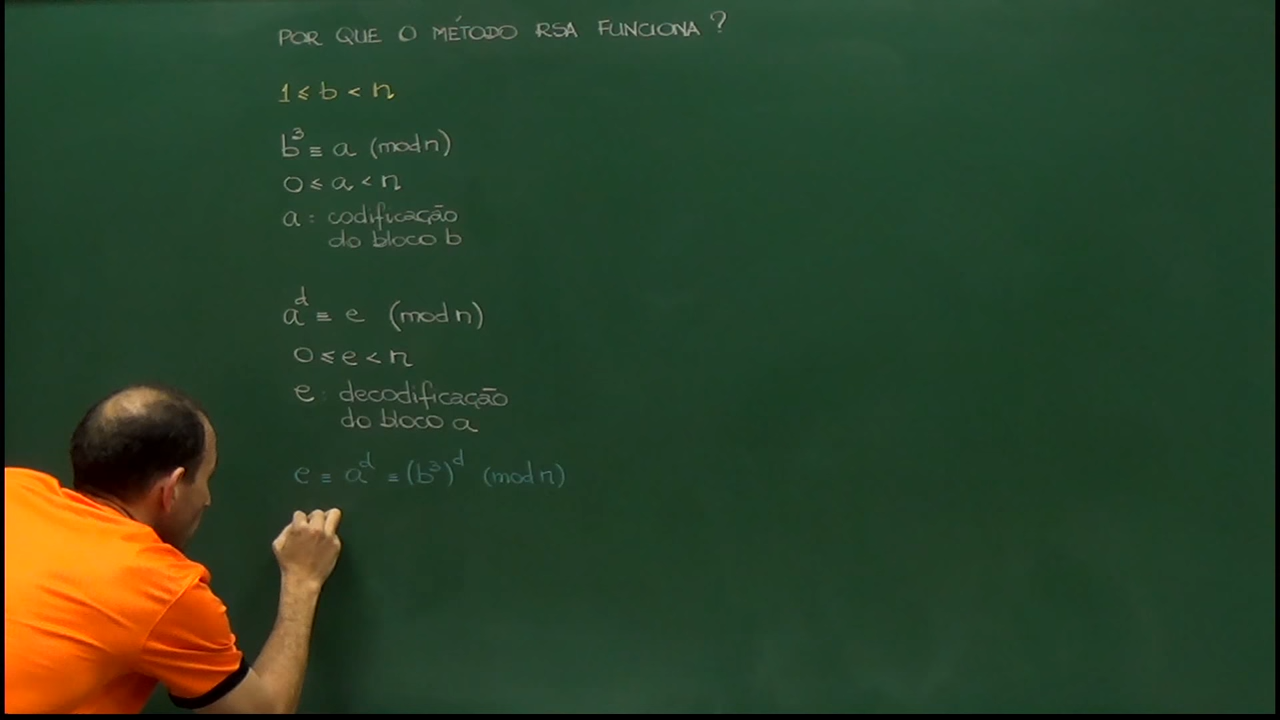 POR QUE O MÉTODO RSA FUNCIONA?
1 ≤ b < n
b³ ≡ a (mod n)
0 ≤ a < n
a : codificação
do bloco b
a^d ≡ e (mod n)
0 ≤ e < n
e : decodificação
do bloco a
e ≡ a^d ≡ (b³)^d (mod n)